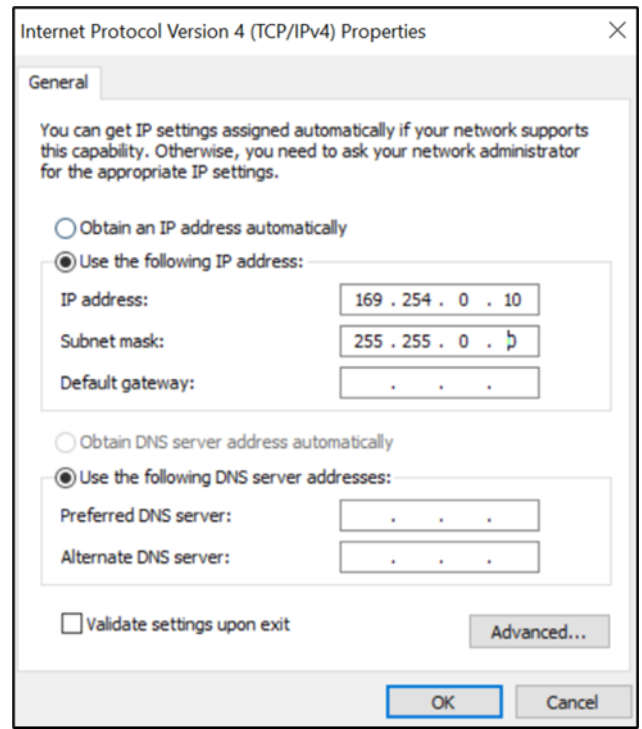 Internet Protocol Version 4 (TCP/IPv4) Properties
General
You can get IP settings assigned automatically if your network supports
this capability. Otherwise, you need to ask your network administrator
for the appropriate IP settings.
Obtain an IP address automatically
Use the following IP address:
IP address: 169 . 254 . 0 . 10
Subnet mask: 255 . 255 . 0 . 0
Default gateway: . . .
Obtain DNS server address automatically
Use the following DNS server addresses:
Preferred DNS server: . . .
Alternate DNS server: . . .
Validate settings upon exit
Advanced...
OK Cancel